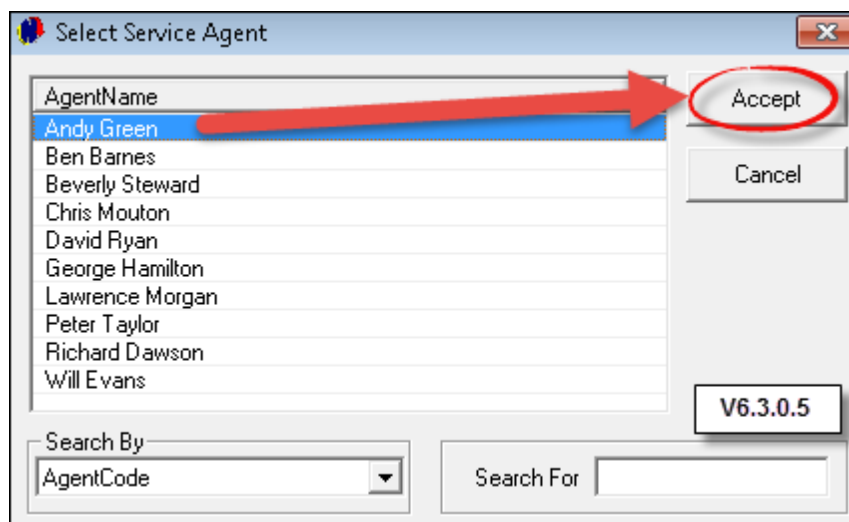 Select Service Agent
AgentName
Andy Green
Ben Barnes
Beverly Steward
Chris Mouton
David Ryan
George Hamilton
Lawrence Morgan
Peter Taylor
Richard Dawson
Will Evans
Accept
Cancel
V6.3.0.5
Search By
AgentCode
Search For